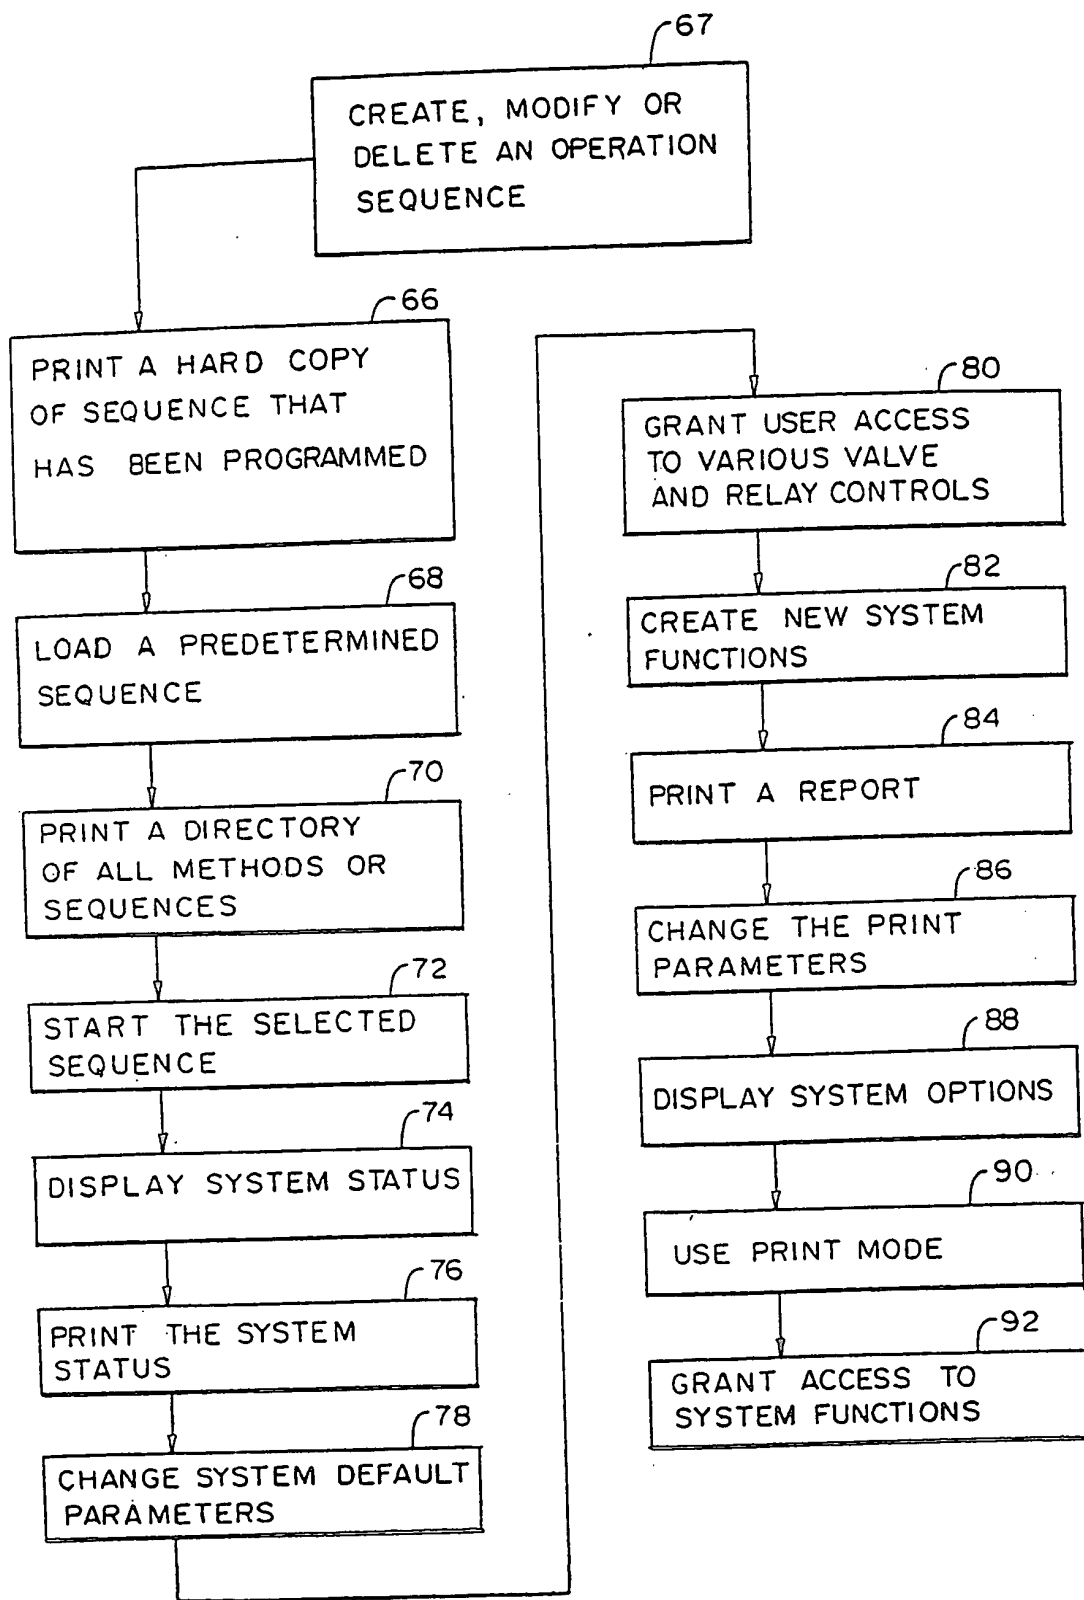 67
CREATE, MODIFY OR
DELETE AN OPERATION
SEQUENCE
66
PRINT A HARD COPY
OF SEQUENCE THAT
HAS BEEN PROGRAMMED
68
LOAD A PREDETERMINED
SEQUENCE
70
PRINT A DIRECTORY
OF ALL METHODS OR
SEQUENCES
72
START THE SELECTED
SEQUENCE
74
DISPLAY SYSTEM STATUS
76
PRINT THE SYSTEM
STATUS
78
CHANGE SYSTEM DEFAULT
PARAMETERS
80
GRANT USER ACCESS
TO VARIOUS VALVE
AND RELAY CONTROLS
82
CREATE NEW SYSTEM
FUNCTIONS
84
PRINT A REPORT
86
CHANGE THE PRINT
PARAMETERS
88
DISPLAY SYSTEM OPTIONS
90
USE PRINT MODE
92
GRANT ACCESS TO
SYSTEM FUNCTIONS